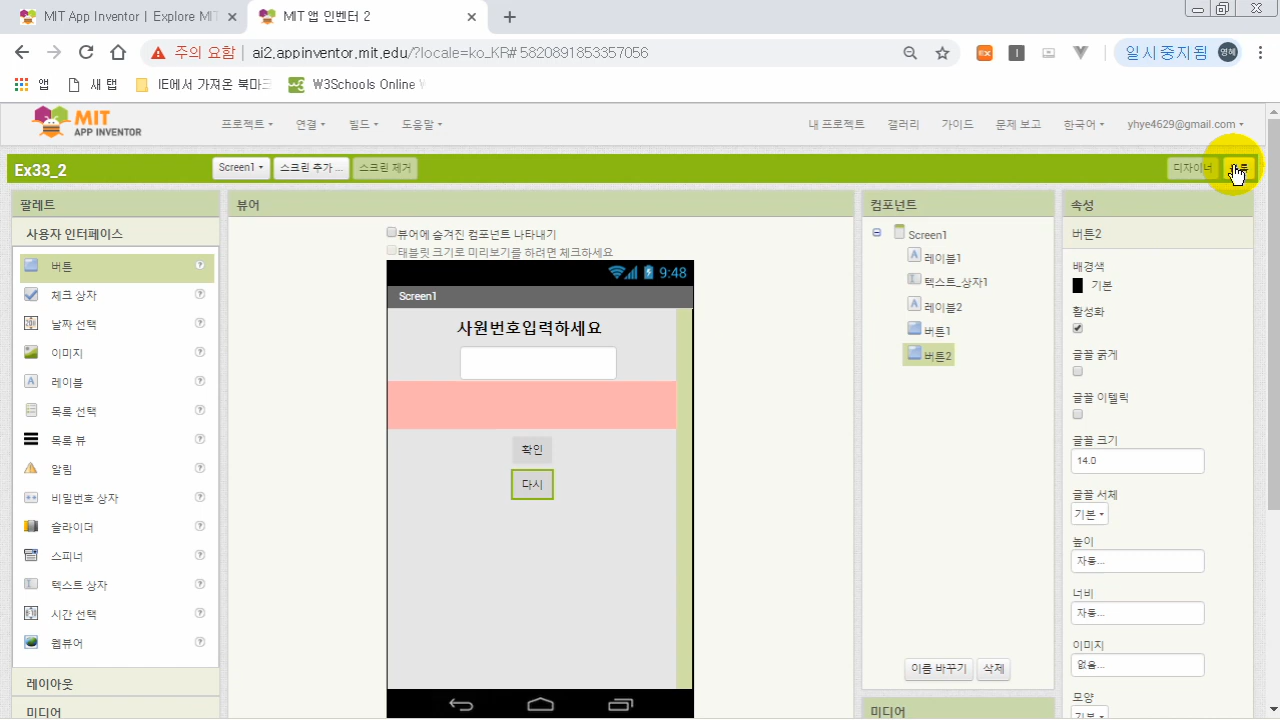 MIT App Inventor | Explore MIT
MIT 앱 인벤터 2
주의 요함 | ai2.appinventor.mit.edu/?locale=ko_KR#5820891853357056
일시 중지됨 영혜
앱 새 탭 IE에서 가져온 북마크 W3Schools Online
MIT
APP INVENTOR
프로젝트 연결 빌드 도움말 내 프로젝트 갤러리 가이드 문제 보고 한국어 yhye4629@gmail.com
Ex33_2 Screen1 스크린 추가 ... 스크린 제거 디자이너
팔레트 뷰어 컴포넌트 속성
사용자 인터페이스
버튼
체크 상자
날짜 선택
이미지
레이블
목록 선택
목록 뷰
알림
비밀번호 상자
슬라이더
스피너
텍스트 상자
시간 선택
웹뷰어
레이아웃
미디어
뷰어에 숨겨진 컴포넌트 나타내기
태블릿 크기로 미리보기를 하려면 체크하세요
9:48
Screen1
사원번호입력하세요
확인
다시
Screen1
레이블1
텍스트_상자1
레이블2
버튼1
버튼2
이름 바꾸기 삭제
미디어
버튼2
배경색
기본
활성화
글꼴 굵게
글꼴 이텔릭
글꼴 크기
14.0
글꼴 서체
기본
높이
자동...
너비
자동...
이미지
없음...
모양
기본